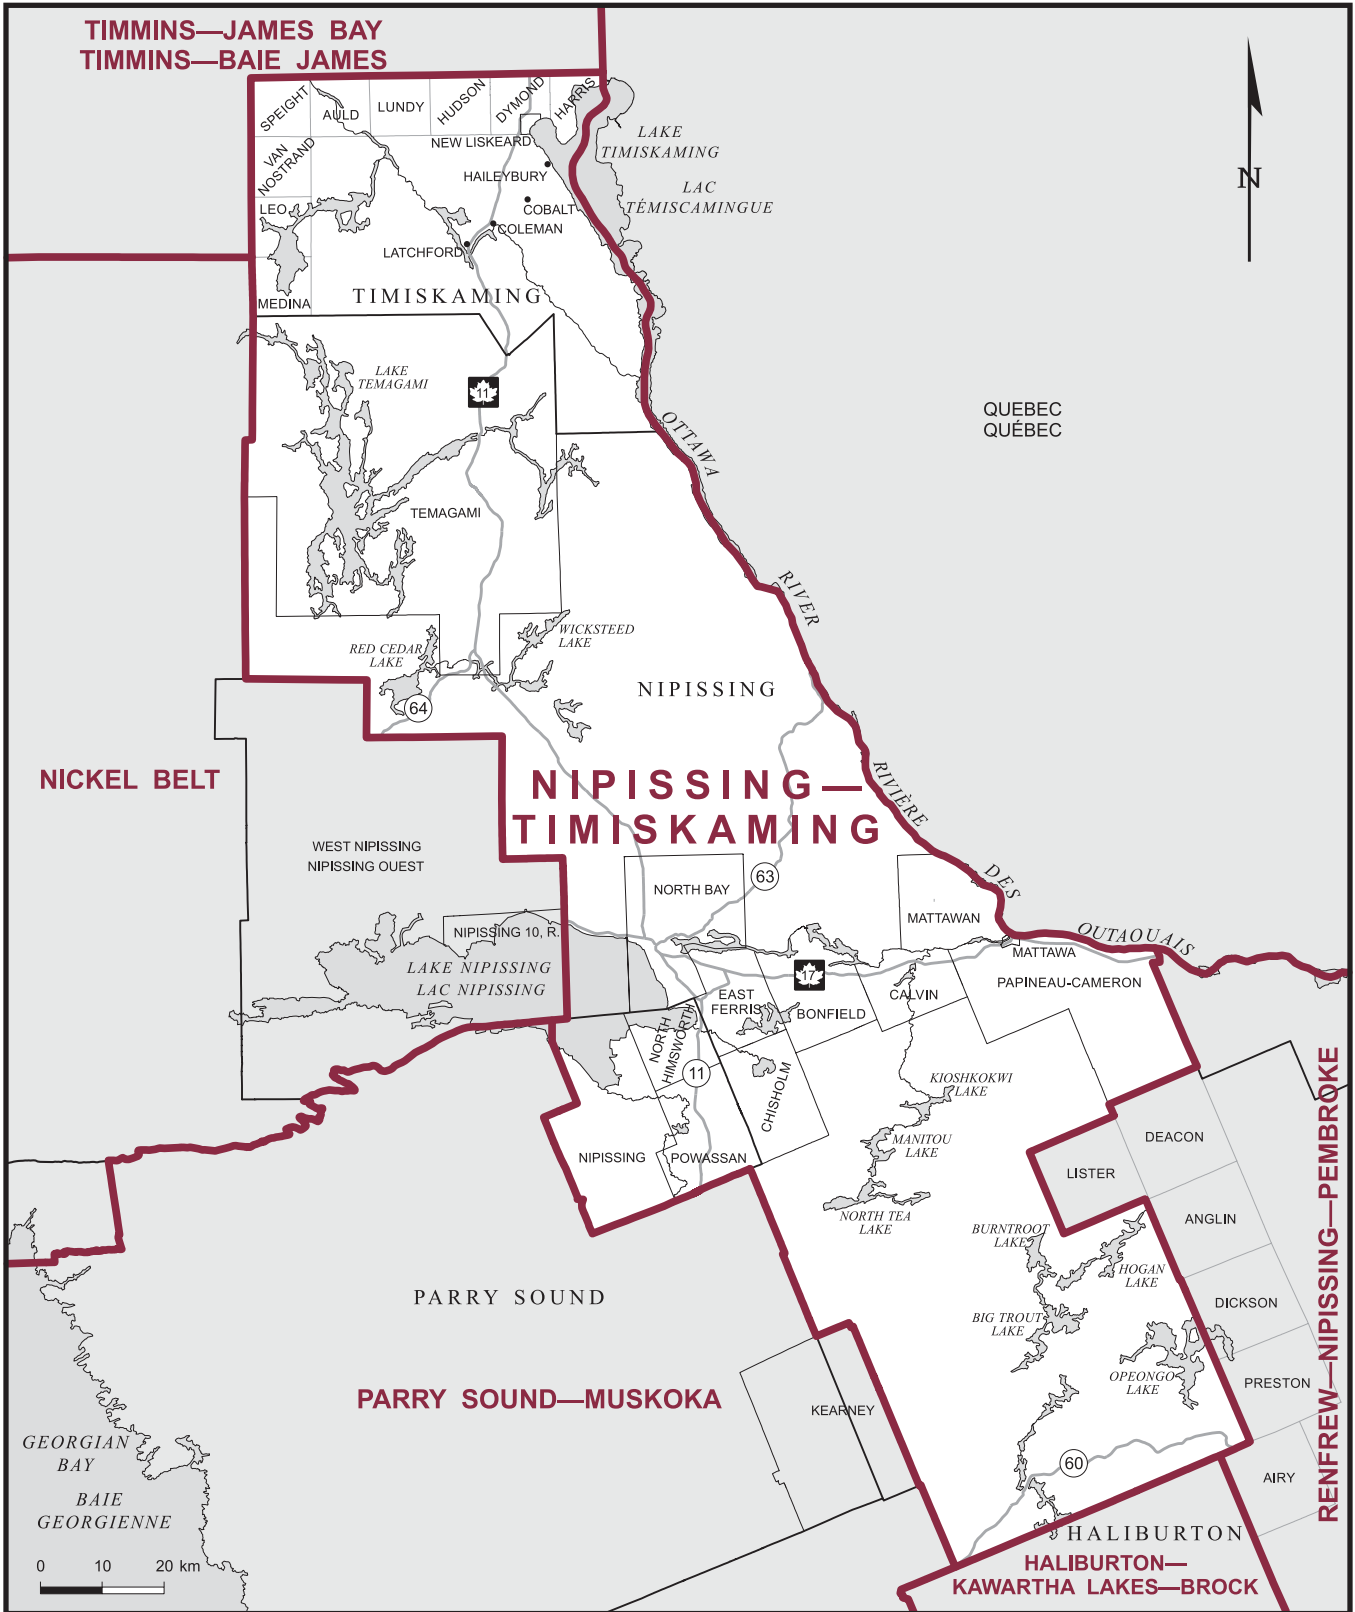 TIMMINS—JAMES BAY
TIMMINS—BAIE JAMES
SPEIGHT
AULD
LUNDY
HUDSON
DYMOND
HARRIS
LAKE
TIMISKAMING
LAC
TÉMISCAMINGUE
N
VAN
NOSTRAND
NEW LISKEARD
HAILEYBURY
LEO
COBALT
COLEMAN
LATCHFORD
MEDINA
TIMISKAMING
LAKE
TEMAGAMI
11
QUEBEC
QUÉBEC
OTTAWA
RIVER
TEMAGAMI
RED CEDAR
LAKE
WICKSTEED
LAKE
NIPISSING
64
NICKEL BELT
NIPISSING—
TIMISKAMING
RIVIÈRE
DES
OUTAOUAIS
WEST NIPISSING
NIPISSING OUEST
NORTH BAY
63
MATTAWAN
NIPISSING 10, R.
MATTAWA
LAKE NIPISSING
LAC NIPISSING
17
EAST
FERRIS
BONFIELD
CALVIN
PAPINEAU-CAMERON
NORTH
HIMSWORTH
11
CHISHOLM
KIOSHKOKWI
LAKE
MANITOU
LAKE
NIPISSING
POWASSAN
DEACON
LISTER
NORTH TEA
LAKE
BURNTROOT
LAKE
ANGLIN
HOGAN
LAKE
PARRY SOUND
BIG TROUT
LAKE
DICKSON
OPEONGO
LAKE
PRESTON
RENFREW—NIPISSING—PEMBROKE
PARRY SOUND—MUSKOKA
KEARNEY
GEORGIAN
BAY
BAIE
GEORGIENNE
60
AIRY
HALIBURTON
HALIBURTON—
KAWARTHA LAKES—BROCK
0 10 20 km